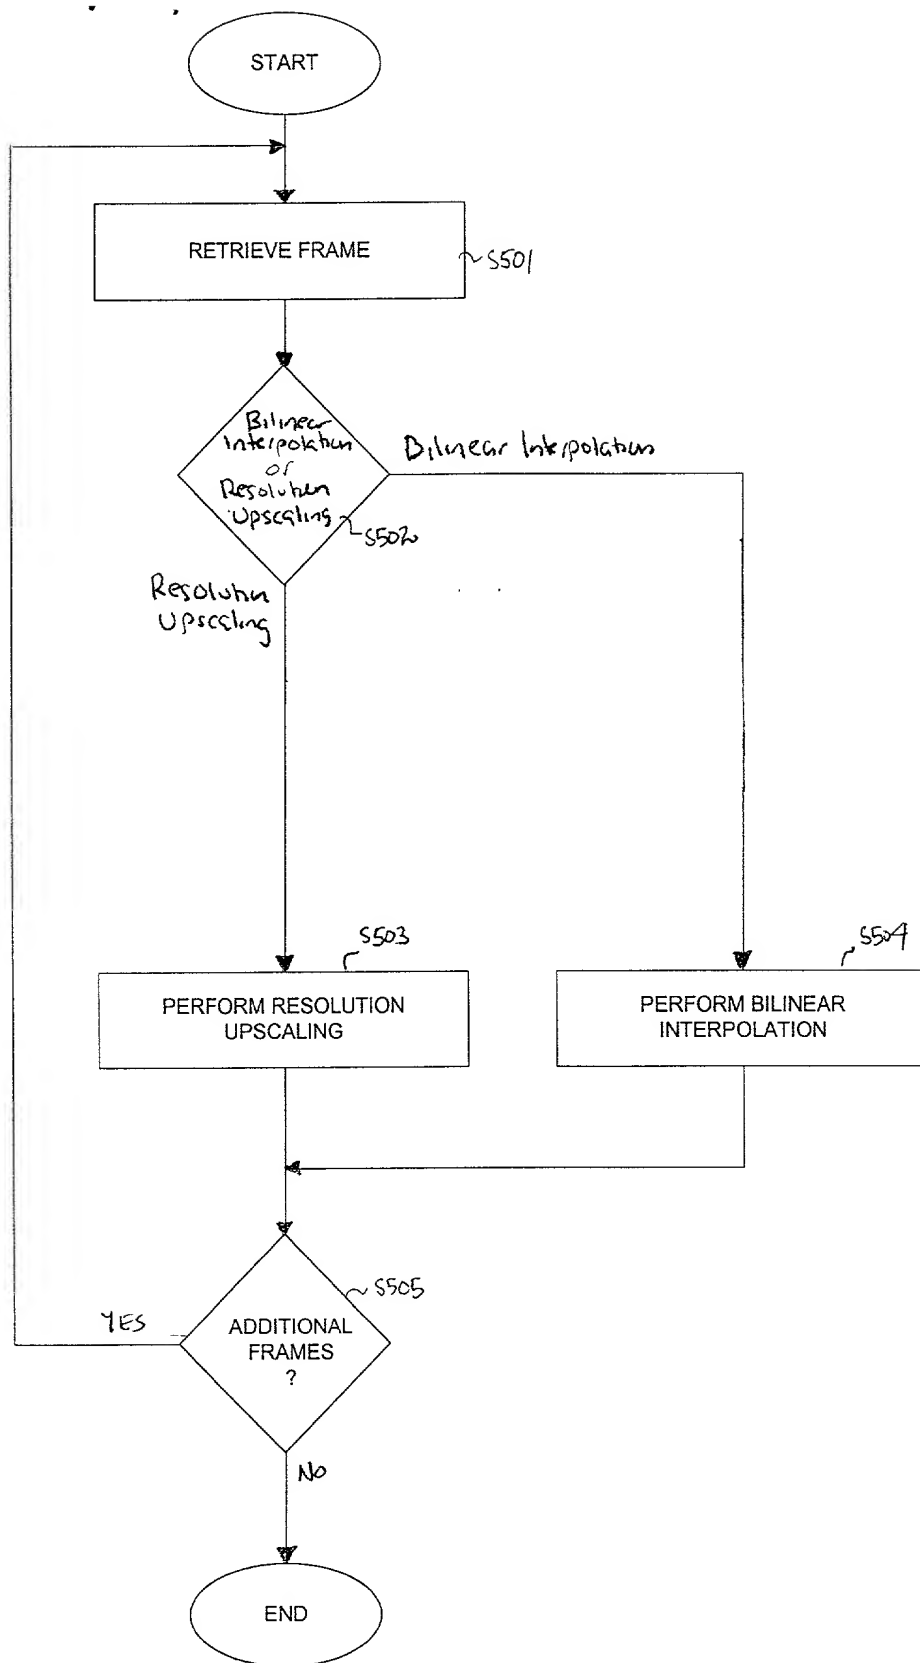 START
RETRIEVE FRAME
S501
Bilinear
Interpolation
or
Resolution
Upscaling
S502
Bilinear Interpolation
Resolution
Upscaling
S503
PERFORM RESOLUTION
UPSCALING
S504
PERFORM BILINEAR
INTERPOLATION
S505
ADDITIONAL
FRAMES
?
YES
No
END